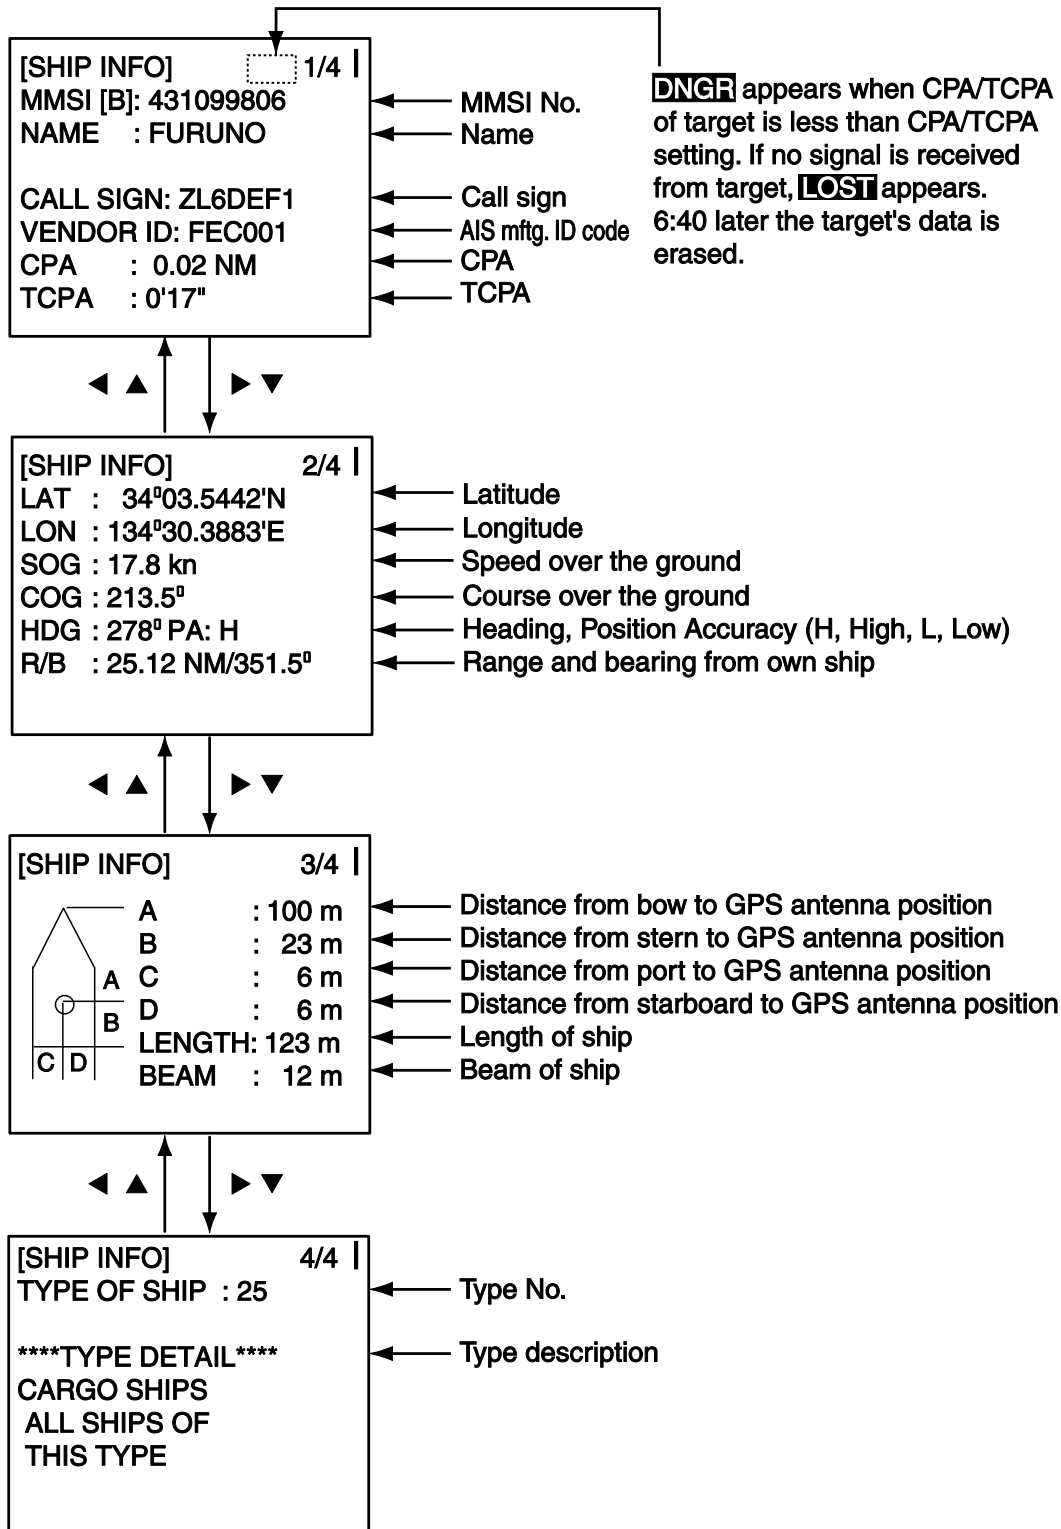 [SHIP INFO] 1/4
MMSI [B]: 431099806
NAME : FURUNO
CALL SIGN: ZL6DEF1
VENDOR ID: FEC001
CPA : 0.02 NM
TCPA : 0'17"
MMSI No.
Name
Call sign
AIS mftg. ID code
CPA
TCPA
DNGR appears when CPA/TCPA
of target is less than CPA/TCPA
setting. If no signal is received
from target, LOST appears.
6:40 later the target's data is
erased.
◀ ▲ ▶ ▼
[SHIP INFO] 2/4
LAT : 34°03.5442'N
LON : 134°30.3883'E
SOG : 17.8 kn
COG : 213.5°
HDG : 278° PA: H
R/B : 25.12 NM/351.5°
Latitude
Longitude
Speed over the ground
Course over the ground
Heading, Position Accuracy (H, High, L, Low)
Range and bearing from own ship
◀ ▲ ▶ ▼
[SHIP INFO] 3/4
A : 100 m
B : 23 m
C : 6 m
D : 6 m
LENGTH: 123 m
BEAM : 12 m
A
B
C D
Distance from bow to GPS antenna position
Distance from stern to GPS antenna position
Distance from port to GPS antenna position
Distance from starboard to GPS antenna position
Length of ship
Beam of ship
◀ ▲ ▶ ▼
[SHIP INFO] 4/4
TYPE OF SHIP : 25
****TYPE DETAIL****
CARGO SHIPS
ALL SHIPS OF
THIS TYPE
Type No.
Type description